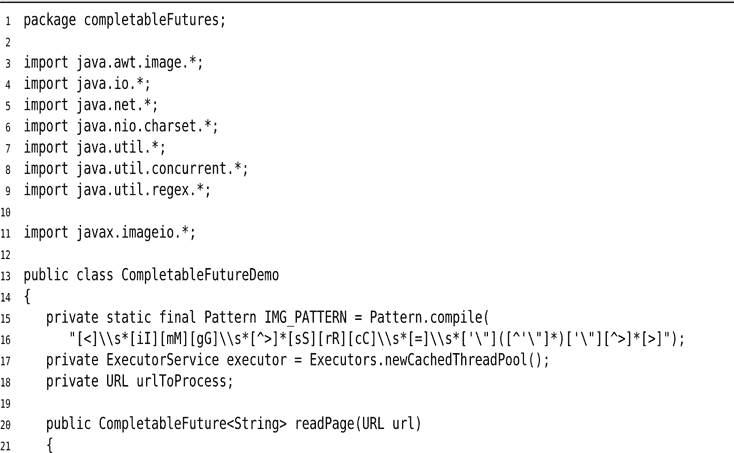 1 package completableFutures;
2
3 import java.awt.image.*;
4 import java.io.*;
5 import java.net.*;
6 import java.nio.charset.*;
7 import java.util.*;
8 import java.util.concurrent.*;
9 import java.util.regex.*;
10
11 import javax.imageio.*;
12
13 public class CompletableFutureDemo
14 {
15    private static final Pattern IMG_PATTERN = Pattern.compile(
16       "[<]\\s*[iI][mM][gG]\\s*[^>]*[sS][rR][cC]\\s*[=]\\s*['\"]([^'\"]*)['\"][^>]*[>]");
17    private ExecutorService executor = Executors.newCachedThreadPool();
18    private URL urlToProcess;
19
20    public CompletableFuture<String> readPage(URL url)
21    {